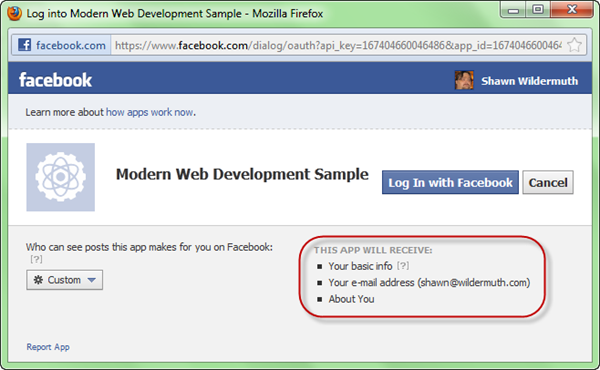 Log into Modern Web Development Sample - Mozilla Firefox
facebook.com https://www.facebook.com/dialog/oauth?api_key=167404660046486&app_id=1674046600464
facebook Shawn Wildermuth
Learn more about how apps work now.
Modern Web Development Sample Log In with Facebook Cancel
Who can see posts this app makes for you on Facebook:
[?]
Custom
THIS APP WILL RECEIVE:
Your basic info [?]
Your e-mail address (shawn@wildermuth.com)
About You
Report App